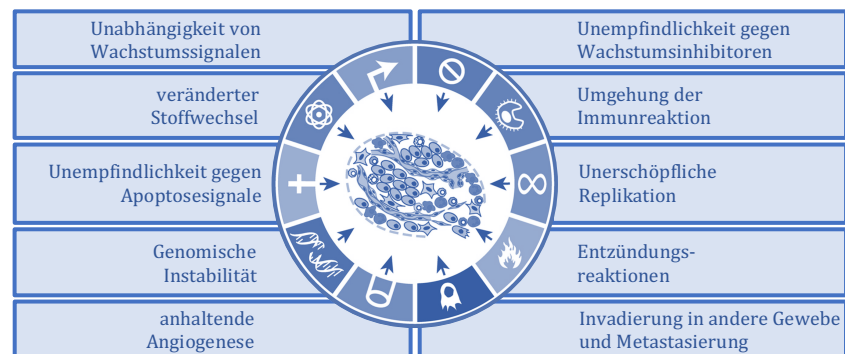 Unabhängigkeit von
Wachstumssignalen
Unempfindlichkeit gegen
Wachstumsinhibitoren
veränderter
Stoffwechsel
Umgehung der
Immunreaktion
Unempfindlichkeit gegen
Apoptosesignale
Unerschöpfliche
Replikation
Genomische
Instabilität
Entzündungs-
reaktionen
anhaltende
Angiogenese
Invadierung in andere Gewebe
und Metastasierung